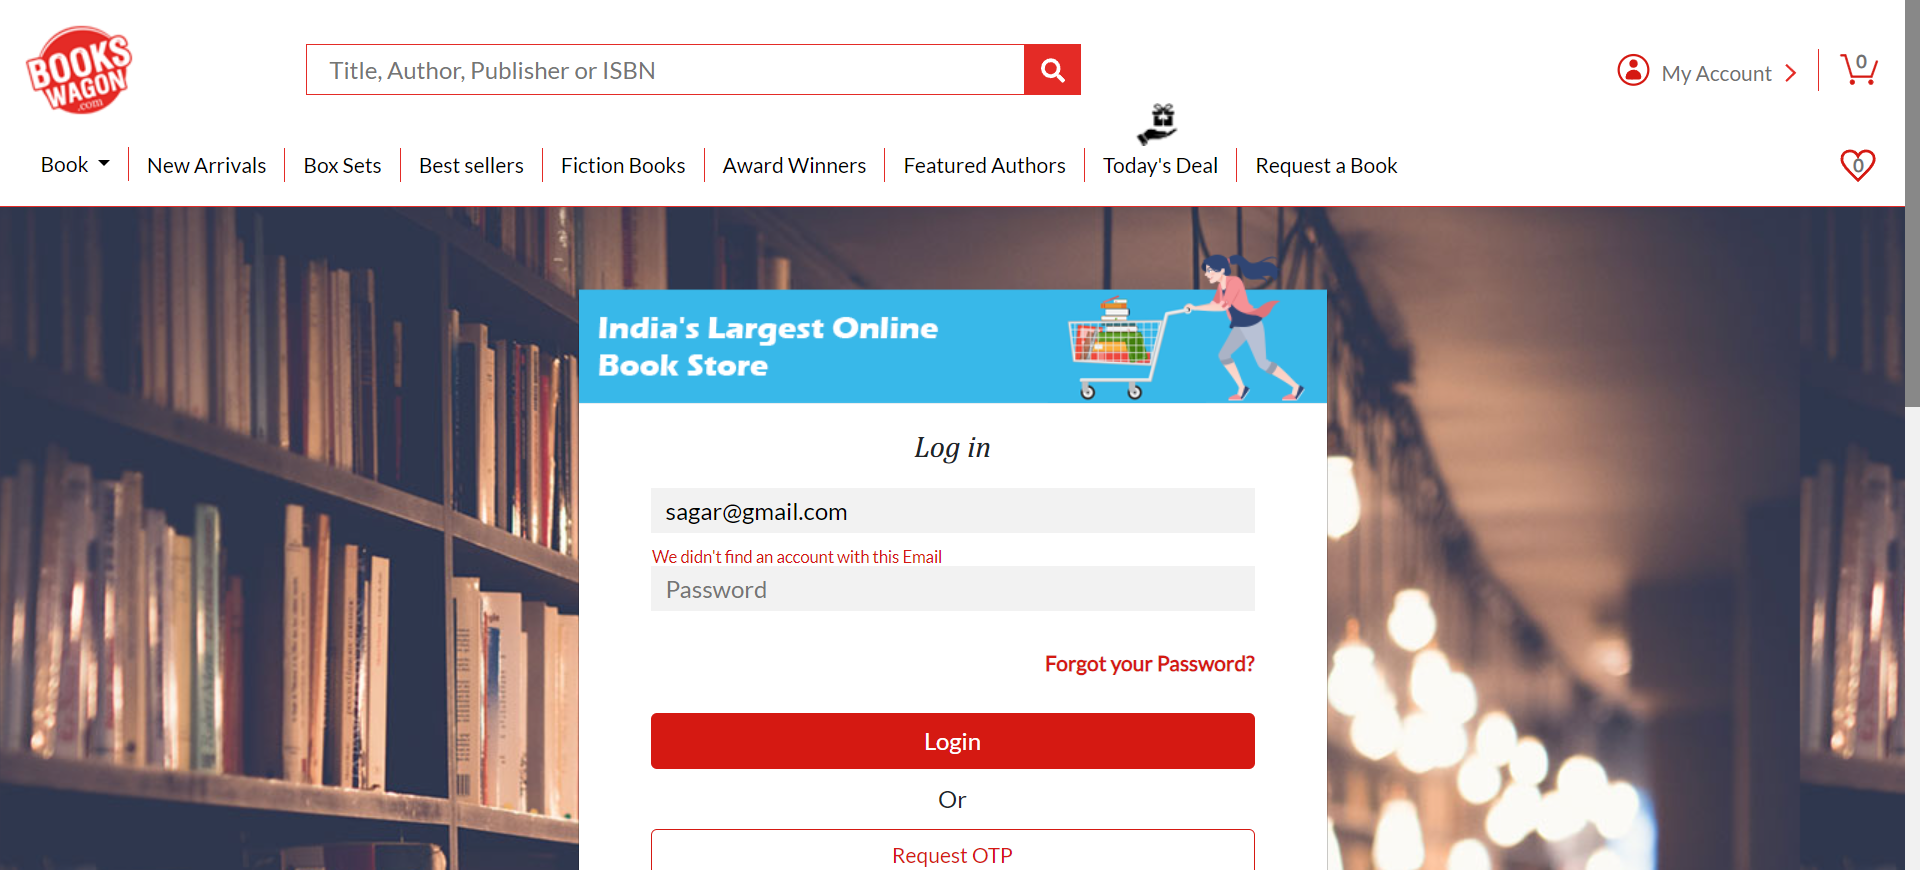 BOOKS
WAGON
.com
Title, Author, Publisher or ISBN
My Account
0
Book
New Arrivals
Box Sets
Best sellers
Fiction Books
Award Winners
Featured Authors
Today's Deal
Request a Book
0
India's Largest Online
Book Store
Log in
sagar@gmail.com
We didn't find an account with this Email
Password
Forgot your Password?
Login
Or
Request OTP